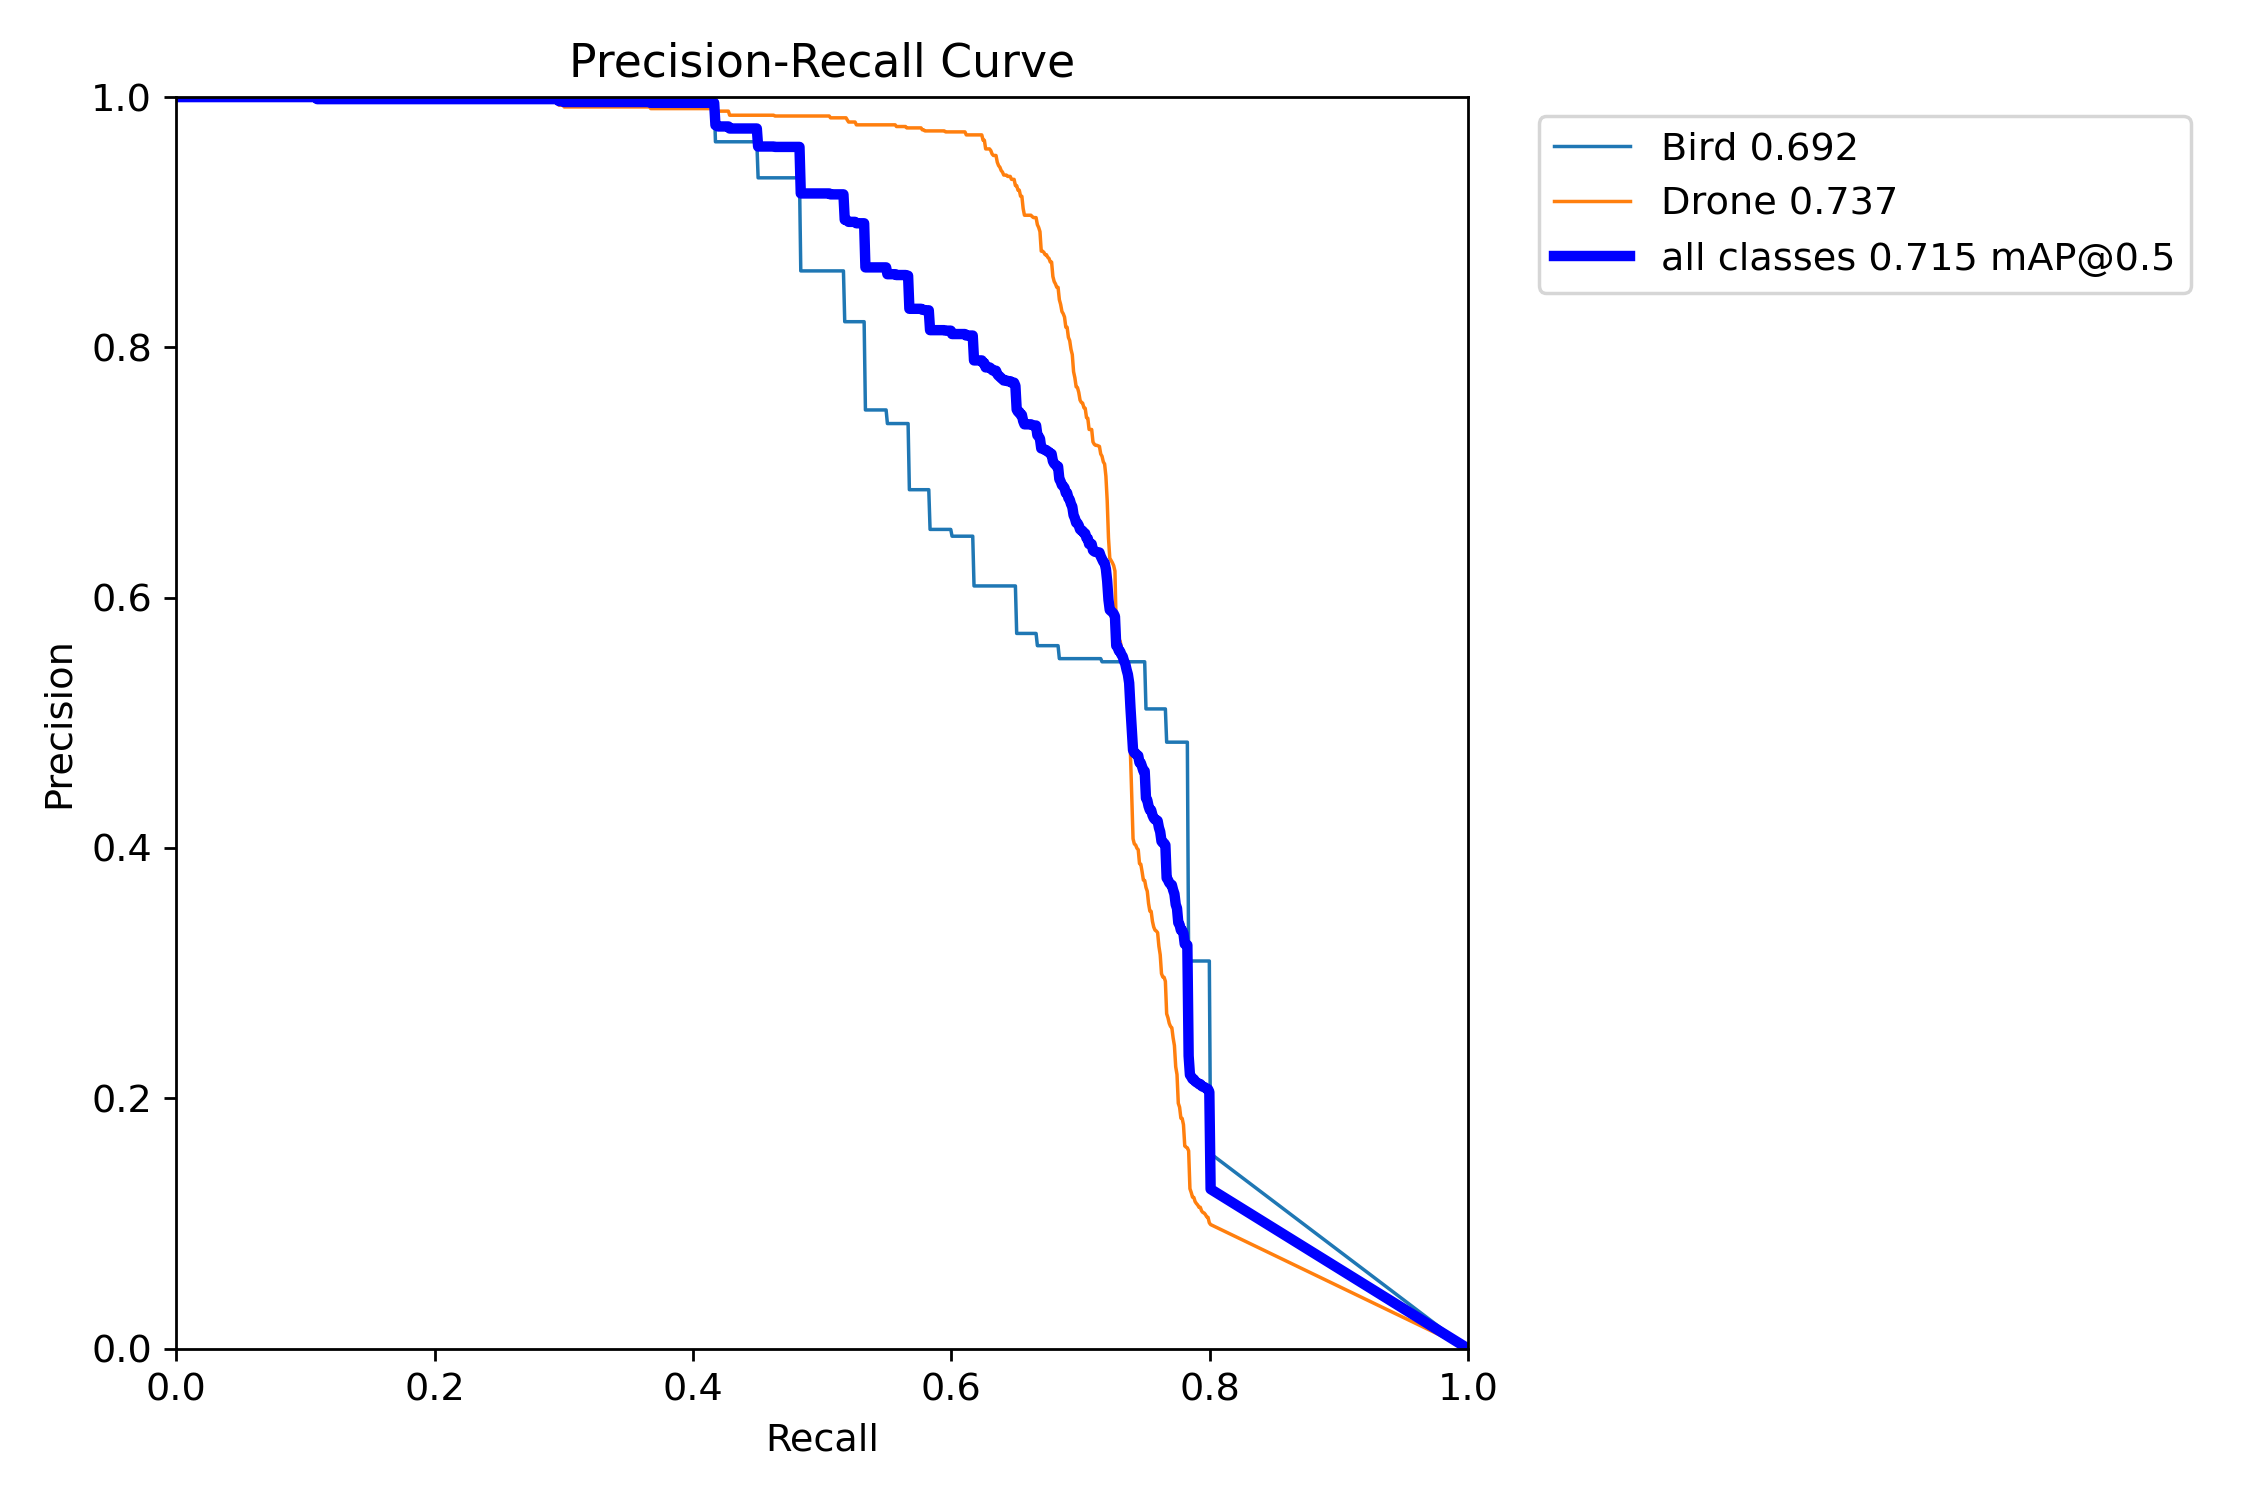 Precision-Recall Curve
1.0
0.8
0.6
0.4
0.2
0.0
Precision
0.0 0.2 0.4 0.6 0.8 1.0
Recall
Bird 0.692
Drone 0.737
all classes 0.715 mAP@0.5